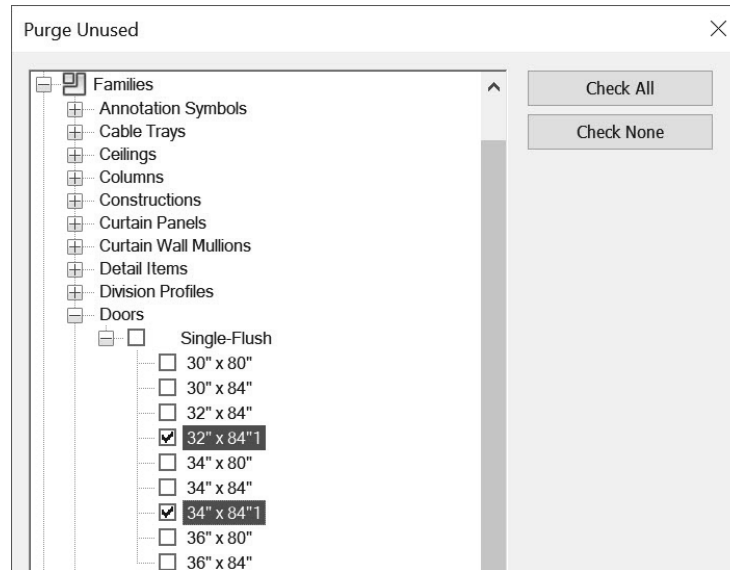 Purge Unused
Families
Check All
Annotation Symbols
Cable Trays
Check None
Ceilings
Columns
Constructions
Curtain Panels
Curtain Wall Mullions
Detail Items
Division Profiles
Doors
Single-Flush
30" x 80"
30" x 84"
32" x 84"
32" x 84"1
34" x 80"
34" x 84"
34" x 84"1
36" x 80"
36" x 84"